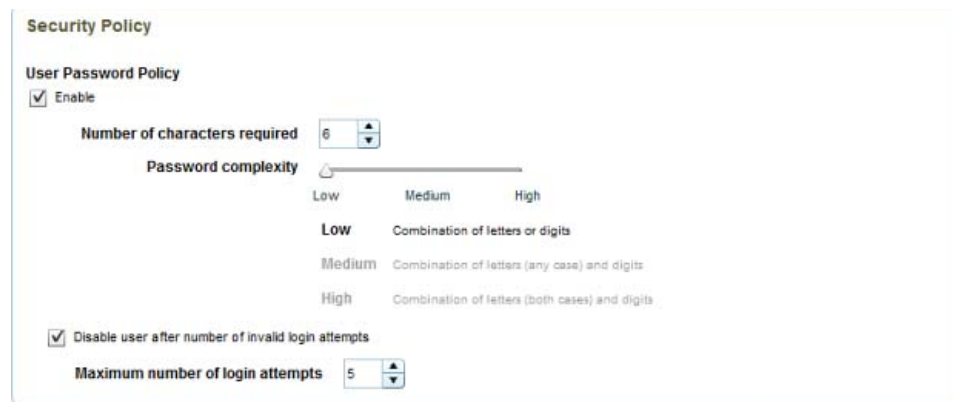 Security Policy
User Password Policy
Enable
Number of characters required 6
Password complexity
Low Medium High
Low Combination of letters or digits
Medium Combination of letters (any case) and digits
High Combination of letters (both cases) and digits
Disable user after number of invalid login attempts
Maximum number of login attempts 5